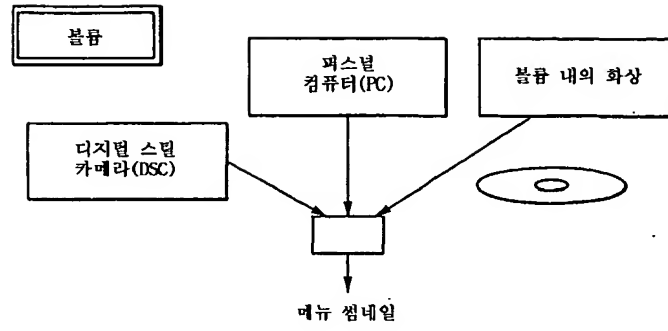 볼륨
퍼스널
컴퓨터(PC)
볼륨 내의 화상
디지털 스틸
카메라(DSC)
메뉴 썸네일